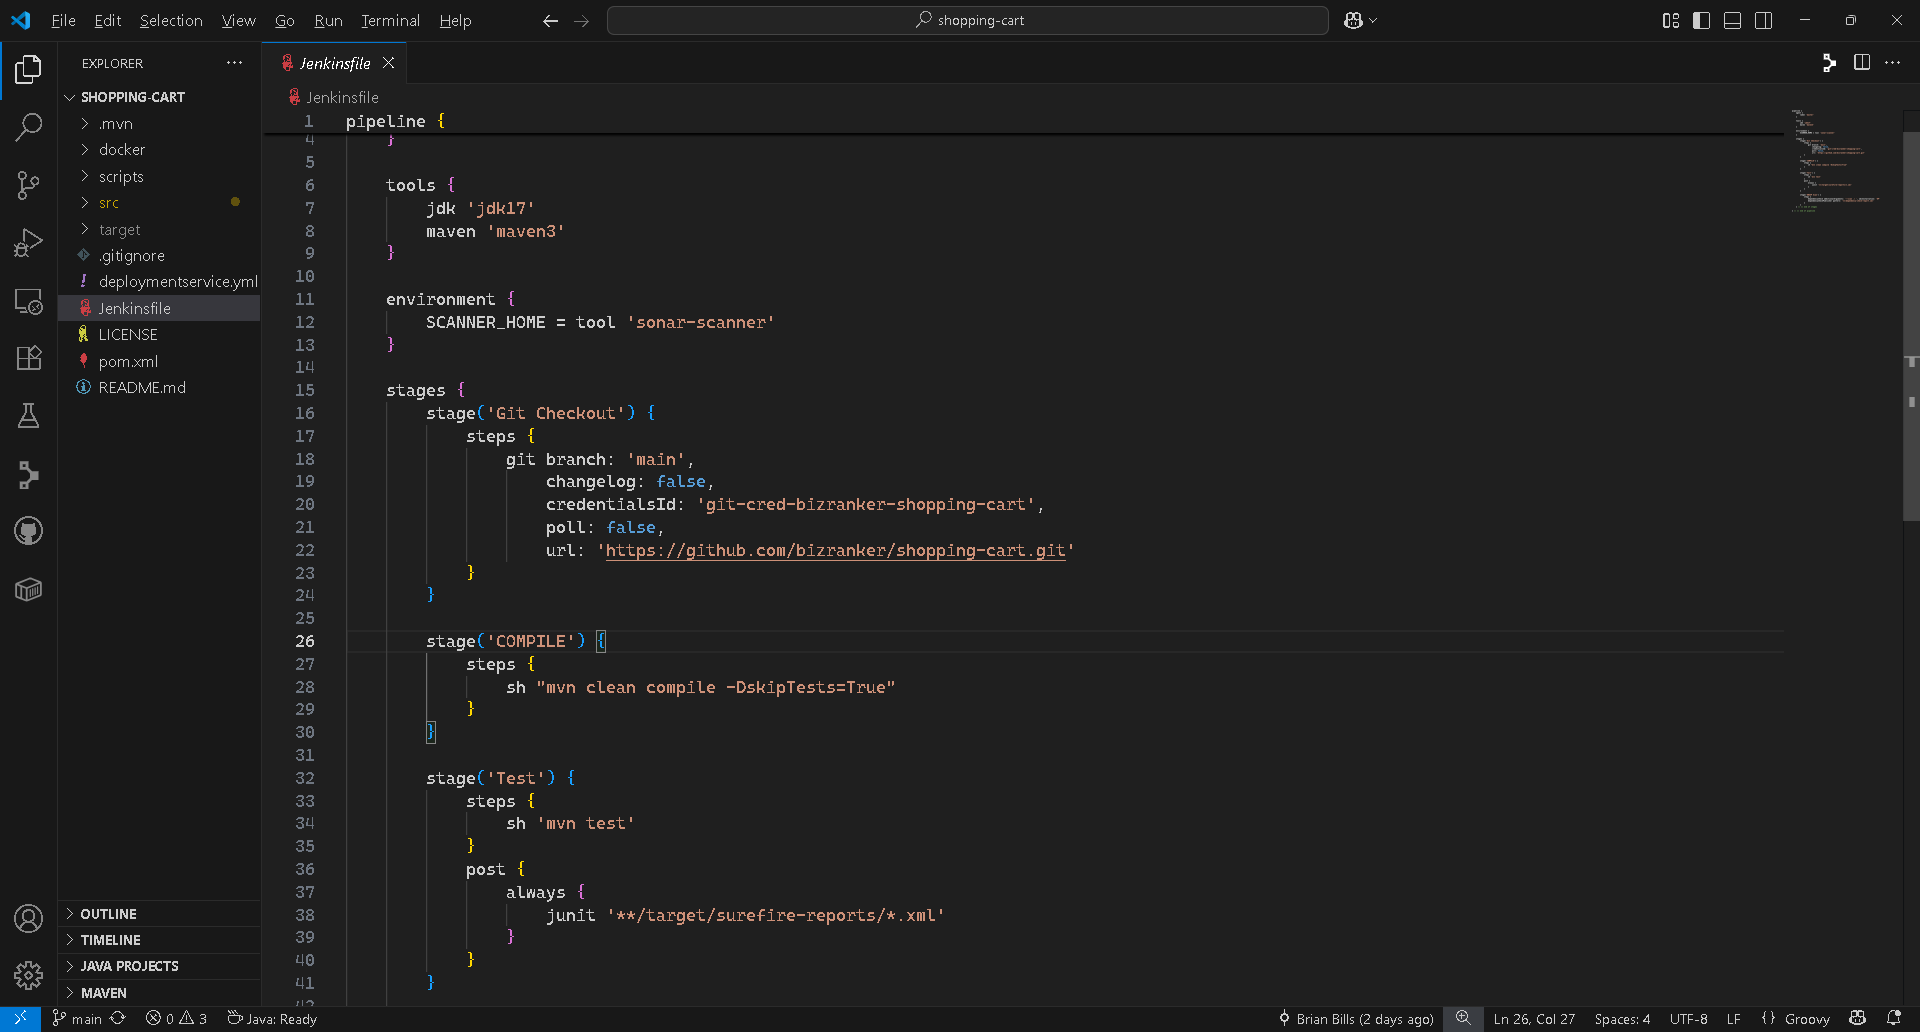 File Edit Selection View Go Run Terminal Help
shopping-cart
EXPLORER
SHOPPING-CART
.mvn
docker
scripts
src
target
.gitignore
deploymentservice.yml
Jenkinsfile
LICENSE
pom.xml
README.md
OUTLINE
TIMELINE
JAVA PROJECTS
MAVEN
Jenkinsfile
Jenkinsfile
1 pipeline {
4 }
5
6 tools {
7 jdk 'jdk17'
8 maven 'maven3'
9 }
10
11 environment {
12 SCANNER_HOME = tool 'sonar-scanner'
13 }
14
15 stages {
16 stage('Git Checkout') {
17 steps {
18 git branch: 'main',
19 changelog: false,
20 credentialsId: 'git-cred-bizranker-shopping-cart',
21 poll: false,
22 url: 'https://github.com/bizranker/shopping-cart.git'
23 }
24 }
25
26 stage('COMPILE') {
27 steps {
28 sh "mvn clean compile -DskipTests=True"
29 }
30 }
31
32 stage('Test') {
33 steps {
34 sh 'mvn test'
35 }
36 post {
37 always {
38 junit '**/target/surefire-reports/*.xml'
39 }
40 }
41 }
42
main 0 3 Java: Ready Brian Bills (2 days ago) Ln 26, Col 27 Spaces: 4 UTF-8 LF {} Groovy